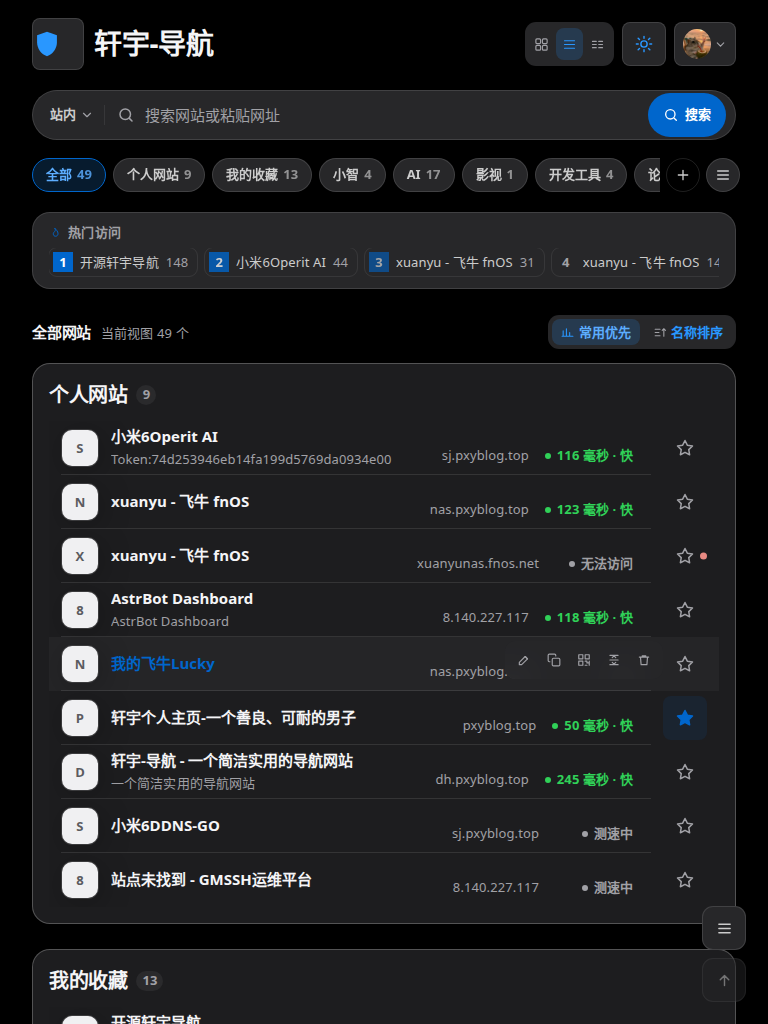 轩宇-导航
站内 搜索网站或粘贴网址 搜索
全部 49 个人网站 9 我的收藏 13 小智 4 AI 17 影视 1 开发工具 4 论
热门访问
1 开源轩宇导航 148 2 小米6Operit AI 44 3 xuanyu - 飞牛 fnOS 31 4 xuanyu - 飞牛 fnOS 14
全部网站 当前视图 49 个 常用优先 名称排序
个人网站 9
S 小米6Operit AI
Token:74d253946eb14fa199d5769da0934e00 sj.pxyblog.top 116 毫秒 · 快
N xuanyu - 飞牛 fnOS nas.pxyblog.top 123 毫秒 · 快
X xuanyu - 飞牛 fnOS xuanyunas.fnos.net 无法访问
8 AstrBot Dashboard
AstrBot Dashboard 8.140.227.117 118 毫秒 · 快
N 我的飞牛Lucky nas.pxyblog.
P 轩宇个人主页-一个善良、可耐的男子 pxyblog.top 50 毫秒 · 快
D 轩宇-导航 - 一个简洁实用的导航网站
一个简洁实用的导航网站 dh.pxyblog.top 245 毫秒 · 快
S 小米6DDNS-GO sj.pxyblog.top 测速中
8 站点未找到 - GMSSH运维平台 8.140.227.117 测速中
我的收藏 13
开源轩宇导航